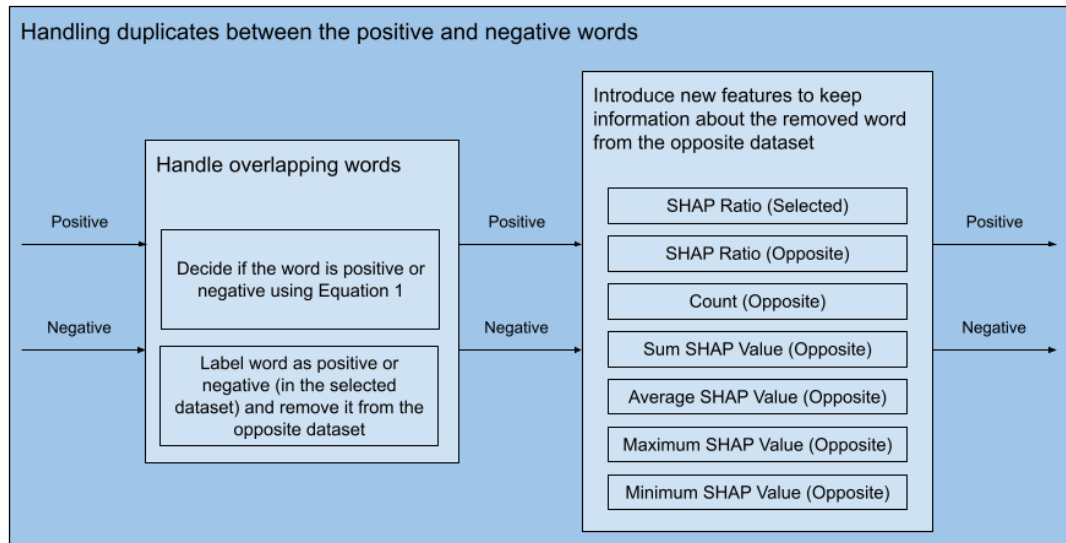 Handling duplicates between the positive and negative words
Handle overlapping words
Positive
Negative
Decide if the word is positive or
negative using Equation 1
Label word as positive or
negative (in the selected
dataset) and remove it from the
opposite dataset
Positive
Negative
Introduce new features to keep
information about the removed word
from the opposite dataset
SHAP Ratio (Selected)
SHAP Ratio (Opposite)
Count (Opposite)
Sum SHAP Value (Opposite)
Average SHAP Value (Opposite)
Maximum SHAP Value (Opposite)
Minimum SHAP Value (Opposite)
Positive
Negative